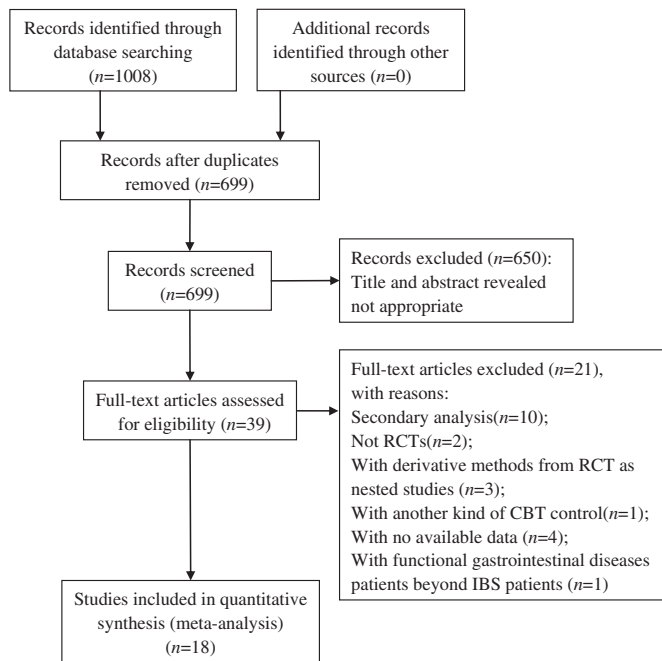 Records identified through
database searching
(n=1008)
Additional records
identified through other
sources (n=0)
Records after duplicates
removed (n=699)
Records screened
(n=699)
Records excluded (n=650):
Title and abstract revealed
not appropriate
Full-text articles assessed
for eligibility (n=39)
Full-text articles excluded (n=21),
with reasons:
Secondary analysis(n=10);
Not RCTs(n=2);
With derivative methods from RCT as
nested studies (n=3);
With another kind of CBT control(n=1);
With no available data (n=4);
With functional gastrointestinal diseases
patients beyond IBS patients (n=1)
Studies included in quantitative
synthesis (meta-analysis)
(n=18)